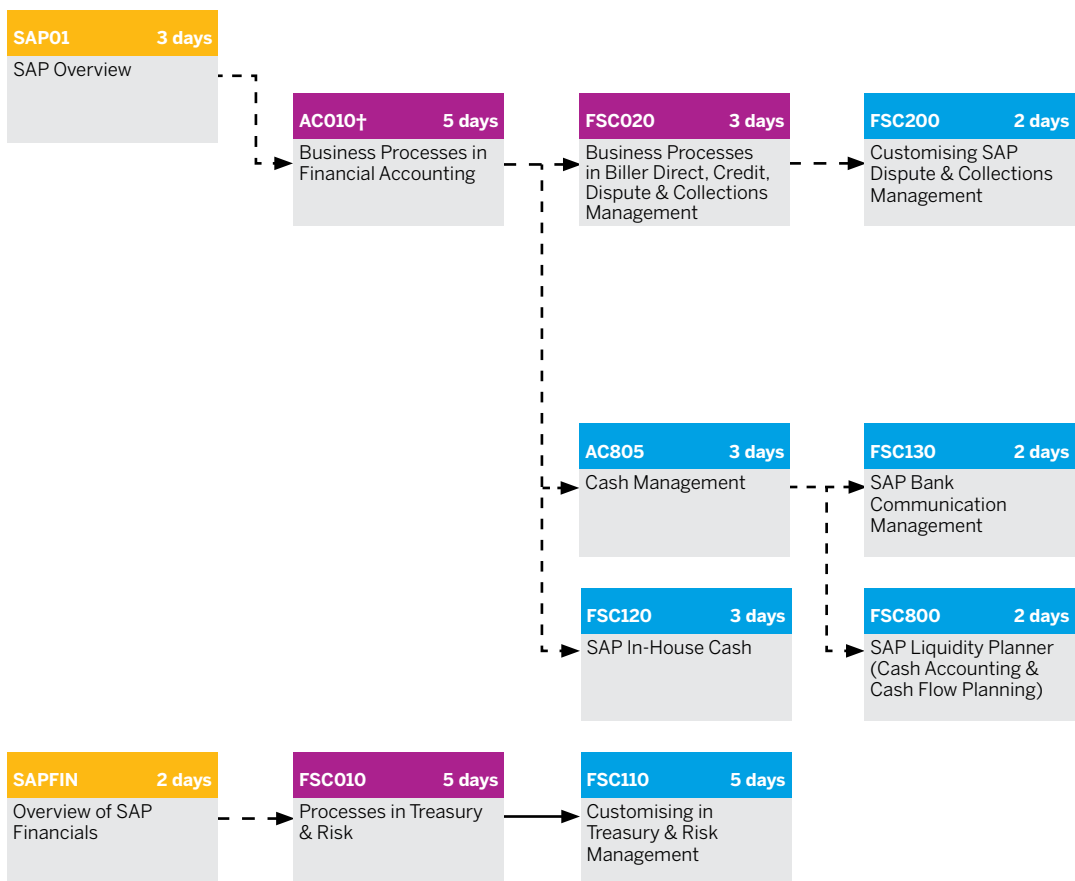 SAP01 3 days
SAP Overview
AC010† 5 days
Business Processes in
Financial Accounting
FSC020 3 days
Business Processes
in Biller Direct, Credit,
Dispute & Collections
Management
FSC200 2 days
Customising SAP
Dispute & Collections
Management
AC805 3 days
Cash Management
FSC130 2 days
SAP Bank
Communication
Management
FSC120 3 days
SAP In-House Cash
FSC800 2 days
SAP Liquidity Planner
(Cash Accounting &
Cash Flow Planning)
SAPFIN 2 days
Overview of SAP
Financials
FSC010 5 days
Processes in Treasury
& Risk
FSC110 5 days
Customising in
Treasury & Risk
Management